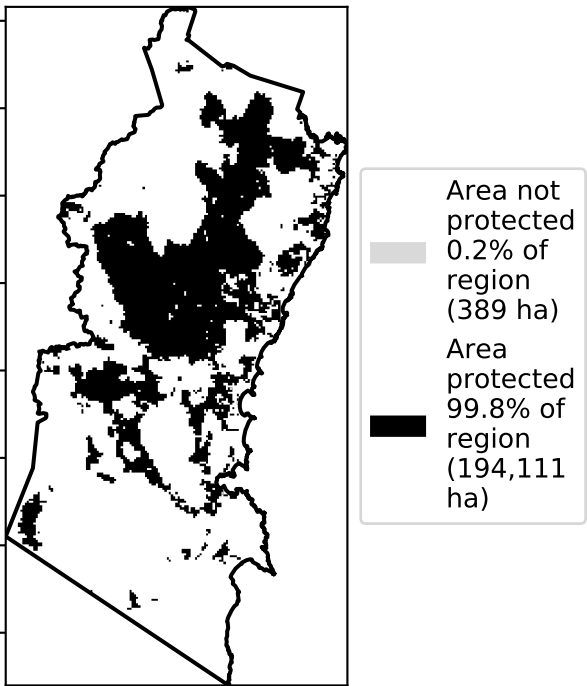 Area not
protected
0.2% of
region
(389 ha)
Area
protected
99.8% of
region
(194,111
ha)